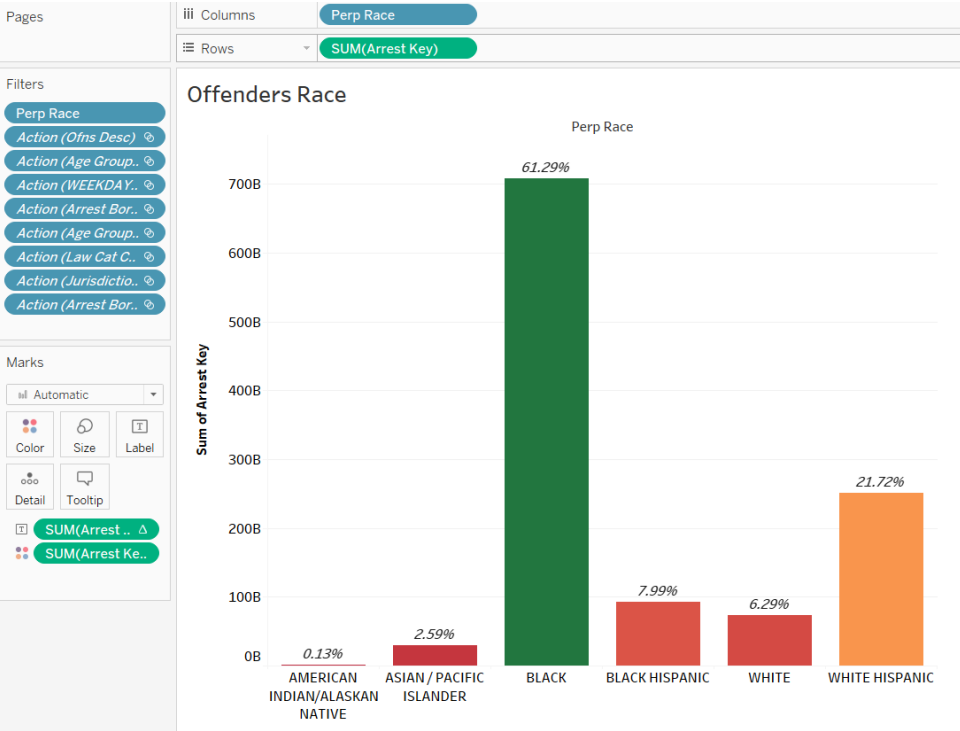 Pages
Columns
Perp Race
Rows
SUM(Arrest Key)
Filters
Perp Race
Action (Ofns Desc)
Action (Age Group..
Action (WEEKDAY..
Action (Arrest Bor..
Action (Age Group..
Action (Law Cat C..
Action (Jurisdictio..
Action (Arrest Bor..
Marks
Automatic
Color
Size
Label
Detail
Tooltip
SUM(Arrest ..
SUM(Arrest Ke..
Offenders Race
Perp Race
Sum of Arrest Key
700B
600B
500B
400B
300B
200B
100B
0B
0.13%
2.59%
61.29%
7.99%
6.29%
21.72%
AMERICAN
INDIAN/ALASKAN
NATIVE
ASIAN / PACIFIC
ISLANDER
BLACK
BLACK HISPANIC
WHITE
WHITE HISPANIC